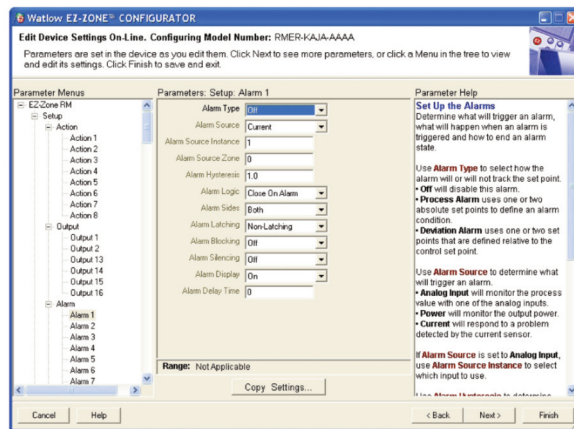 Watlow EZ-ZONE® CONFIGURATOR
Edit Device Settings On-Line. Configuring Model Number: RMER-KAJA-AAAA
Parameters are set in the device as you edit them. Click Next to see more parameters, or click a Menu in the tree to view
and edit its settings. Click Finish to save and exit.
Parameter Menus
EZ-Zone RM
Setup
Action
Action 1
Action 2
Action 3
Action 4
Action 5
Action 6
Action 7
Action 8
Output
Output 1
Output 2
Output 13
Output 14
Output 15
Output 16
Alarm
Alarm 1
Alarm 2
Alarm 3
Alarm 4
Alarm 5
Alarm 6
Alarm 7
Parameters: Setup: Alarm 1
Alarm Type Off
Alarm Source Current
Alarm Source Instance 1
Alarm Source Zone 0
Alarm Hysteresis 1.0
Alarm Logic Close On Alarm
Alarm Sides Both
Alarm Latching Non-Latching
Alarm Blocking Off
Alarm Silencing Off
Alarm Display On
Alarm Delay Time 0
Range: Not Applicable
Copy Settings...
Parameter Help
Set Up the Alarms
Determine what will trigger an alarm,
what will happen when an alarm is
triggered and how to end an alarm
state.
Use Alarm Type to select how the
alarm will or will not track the set point.
• Off will disable this alarm.
• Process Alarm uses one or two
absolute set points to define an alarm
condition.
• Deviation Alarm uses one or two set
points that are defined relative to the
control set point.
Use Alarm Source to determine what
will trigger an alarm.
• Analog Input will monitor the process
value with one of the analog inputs.
• Power will monitor the output power.
• Current will respond to a problem
detected by the current sensor.
If Alarm Source is set to Analog Input,
use Alarm Source Instance to select
which input to use.
Use Alarm Hysteresis to determine
Cancel
Help
< Back
Next >
Finish